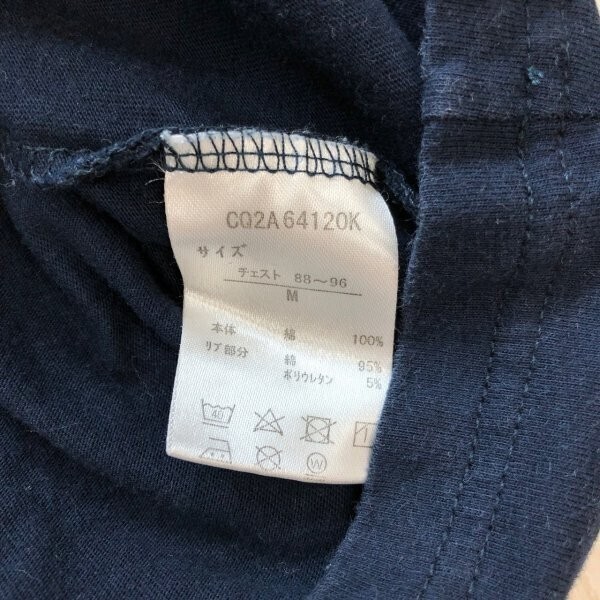 CQ2A64120K
サイズ
チェスト 88～96
M
本体 綿 100%
リブ部分 綿 95%
ポリウレタン 5%
40
W